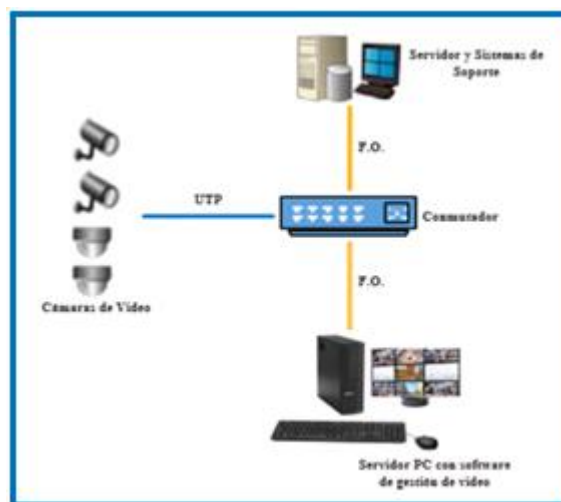 Servidor y Sistemas de
Soporte
F.O.
UTP
Conmutador
F.O.
Cámaras de Video
Servidor PC con software
de gestión de video